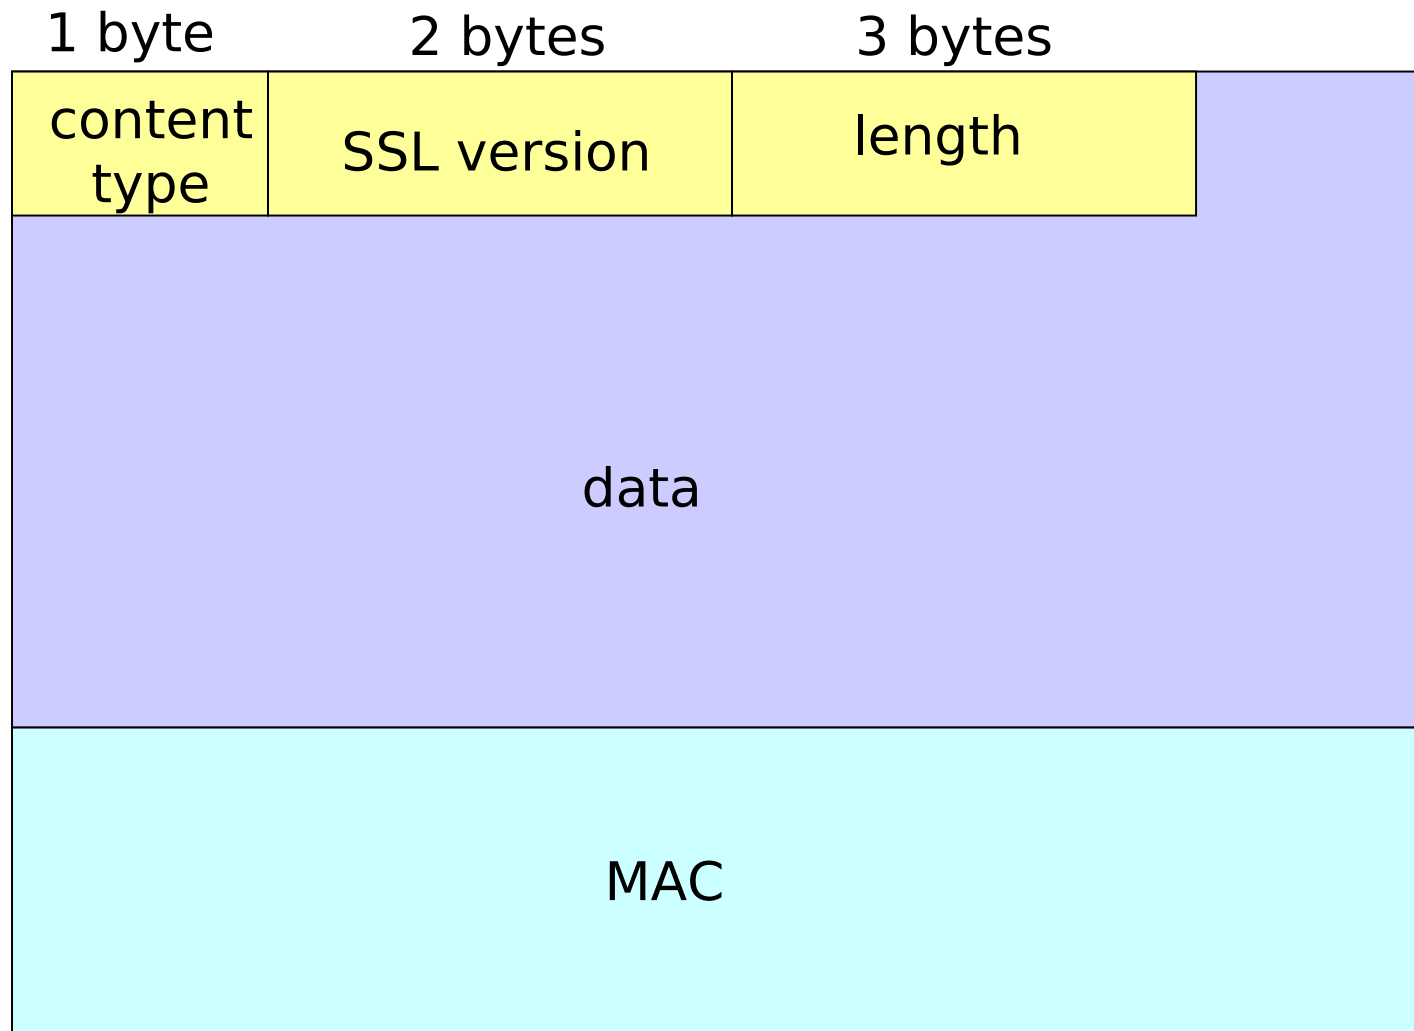 1 byte 2 bytes 3 bytes
content
type
SSL version
length
data
MAC